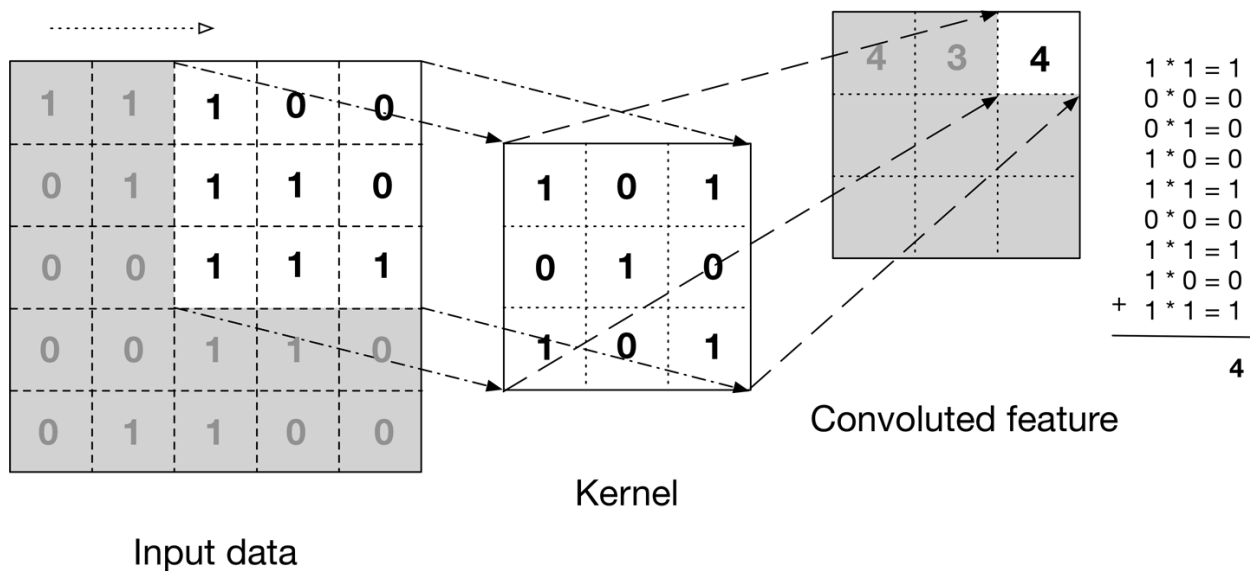 1 1 1 0 0
0 1 1 1 0
0 0 1 1 1
0 0 1 1 0
0 1 1 0 0
Input data
1 0 1
0 1 0
1 0 1
Kernel
4 3 4
Convoluted feature
1 * 1 = 1
0 * 0 = 0
0 * 1 = 0
1 * 0 = 0
1 * 1 = 1
0 * 0 = 0
1 * 1 = 1
1 * 0 = 0
+ 1 * 1 = 1
4